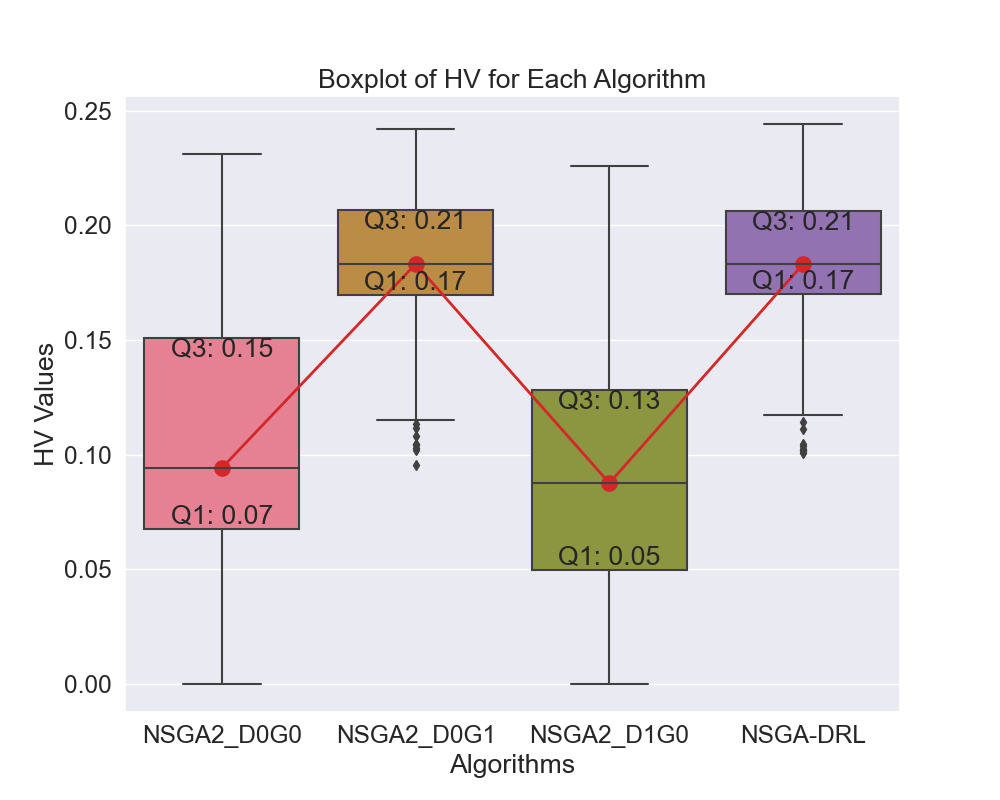 Boxplot of HV for Each Algorithm
0.25
0.20
0.15
0.10
0.05
0.00
HV Values
Q3: 0.15
Q1: 0.07
Q3: 0.21
Q1: 0.17
Q3: 0.13
Q1: 0.05
Q3: 0.21
Q1: 0.17
NSGA2_D0G0 NSGA2_D0G1 NSGA2_D1G0 NSGA-DRL
Algorithms